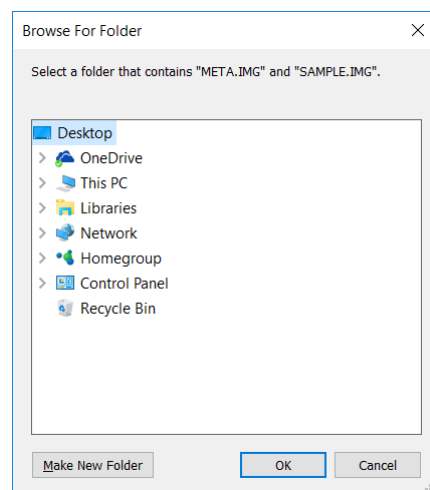 Browse For Folder
Select a folder that contains "META.IMG" and "SAMPLE.IMG".
Desktop
OneDrive
This PC
Libraries
Network
Homegroup
Control Panel
Recycle Bin
Make New Folder
OK
Cancel